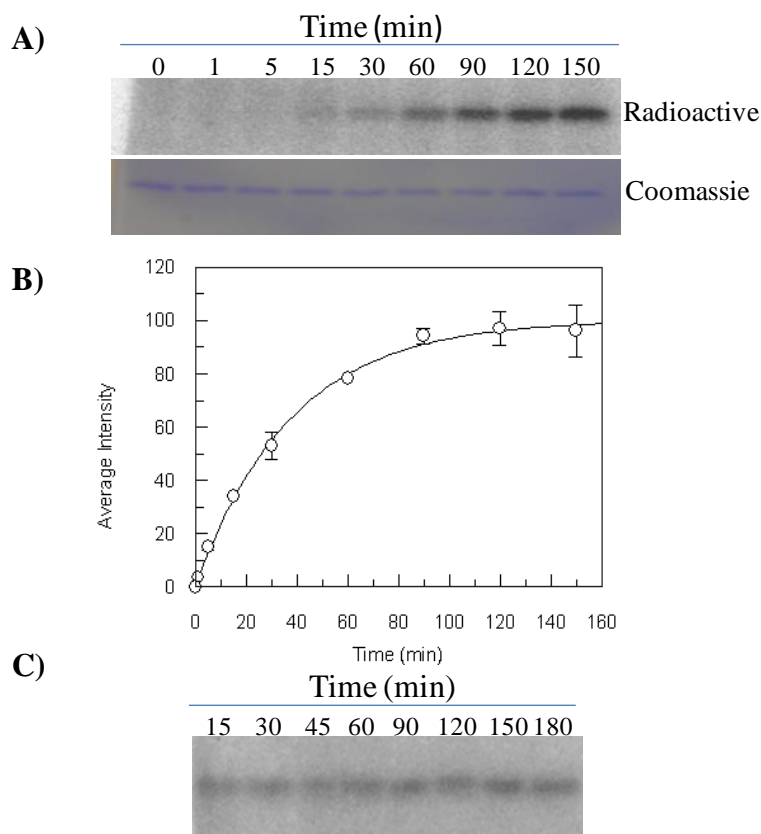 A)
Time (min)
0 1 5 15 30 60 90 120 150
Radioactive
Coomassie
B)
120
100
80
60
40
20
0
Average Intensity
0 20 40 60 80 100 120 140 160
Time (min)
C)
Time (min)
15 30 45 60 90 120 150 180